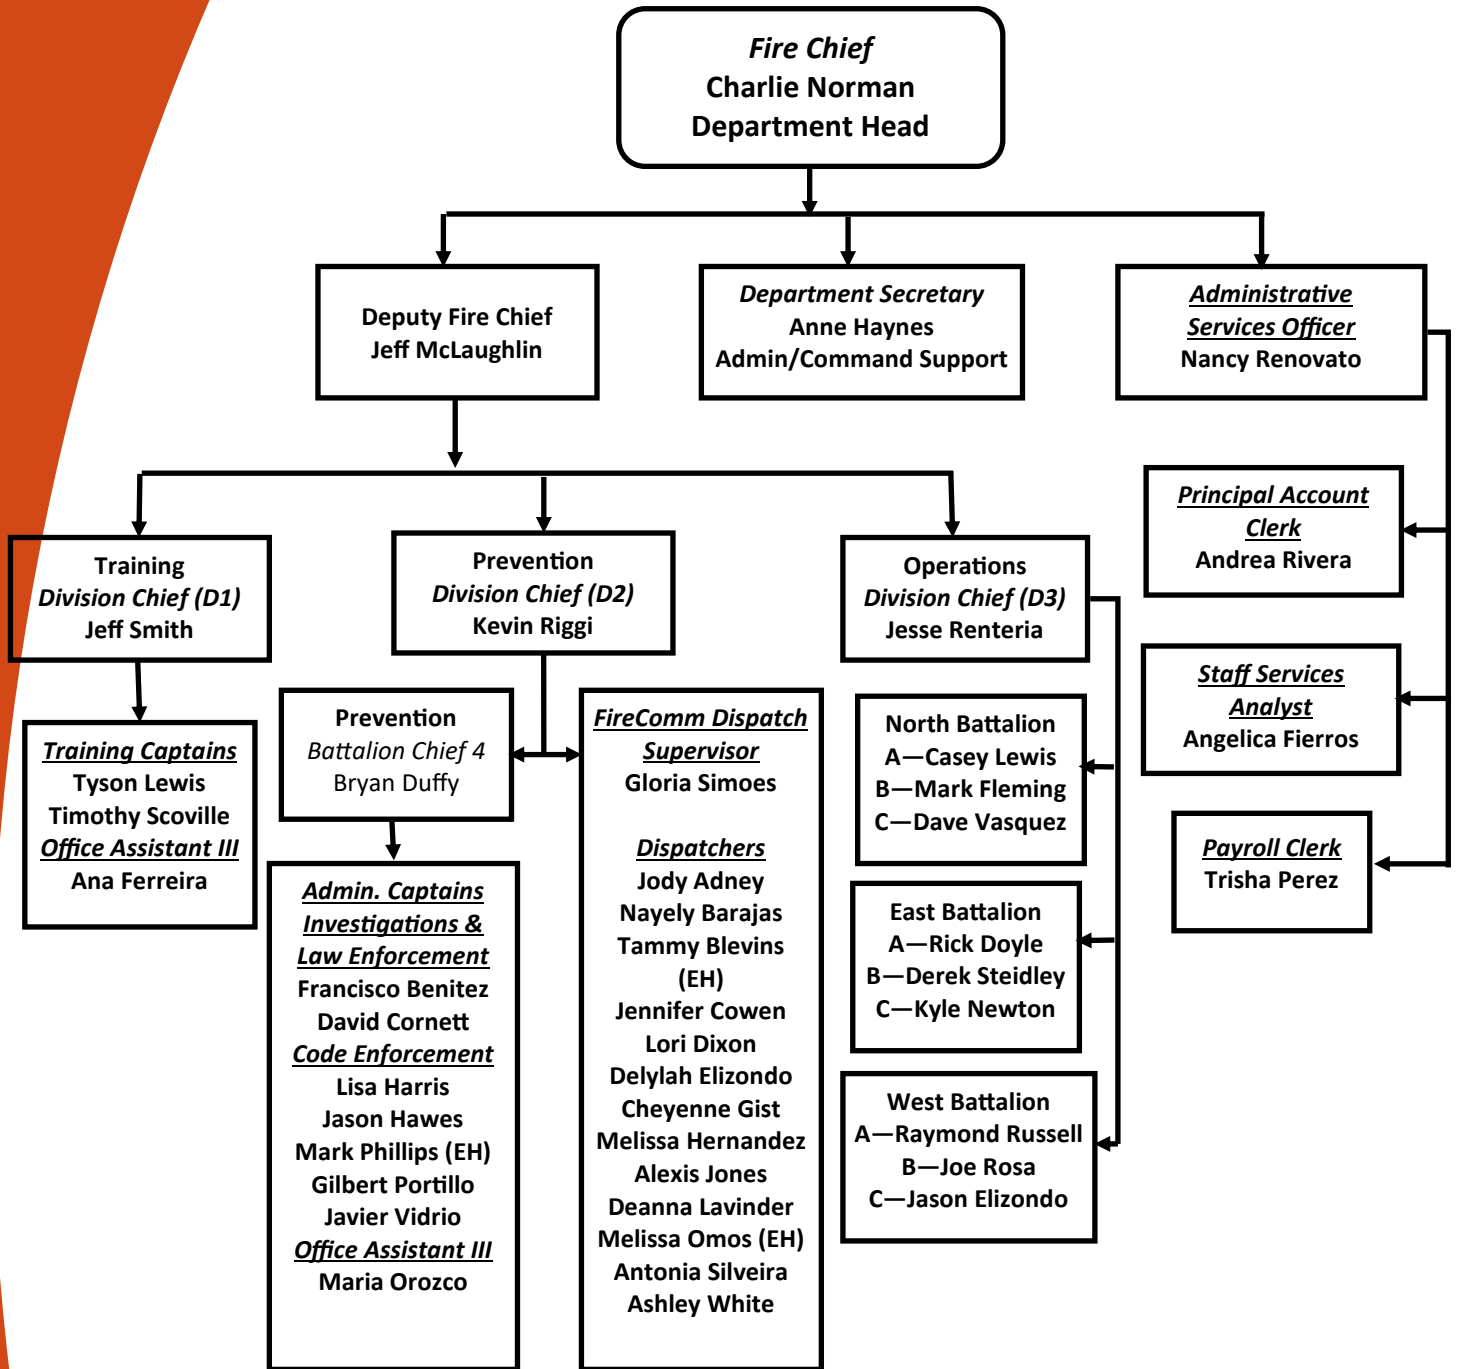 Fire Chief
Charlie Norman
Department Head
Deputy Fire Chief
Jeff McLaughlin
Department Secretary
Anne Haynes
Admin/Command Support
Administrative
Services Officer
Nancy Renovato
Principal Account
Clerk
Andrea Rivera
Staff Services
Analyst
Angelica Fierros
Payroll Clerk
Trisha Perez
Training
Division Chief (D1)
Jeff Smith
Prevention
Division Chief (D2)
Kevin Riggi
Operations
Division Chief (D3)
Jesse Renteria
Training Captains
Tyson Lewis
Timothy Scoville
Office Assistant III
Ana Ferreira
Prevention
Battalion Chief 4
Bryan Duffy
Admin. Captains
Investigations &
Law Enforcement
Francisco Benitez
David Cornett
Code Enforcement
Lisa Harris
Jason Hawes
Mark Phillips (EH)
Gilbert Portillo
Javier Vidrio
Office Assistant III
Maria Orozco
FireComm Dispatch
Supervisor
Gloria Simoes
Dispatchers
Jody Adney
Nayely Barajas
Tammy Blevins
(EH)
Jennifer Cowen
Lori Dixon
Delylah Elizondo
Cheyenne Gist
Melissa Hernandez
Alexis Jones
Deanna Lavinder
Melissa Omos (EH)
Antonia Silveira
Ashley White
North Battalion
A—Casey Lewis
B—Mark Fleming
C—Dave Vasquez
East Battalion
A—Rick Doyle
B—Derek Steidley
C—Kyle Newton
West Battalion
A—Raymond Russell
B—Joe Rosa
C—Jason Elizondo